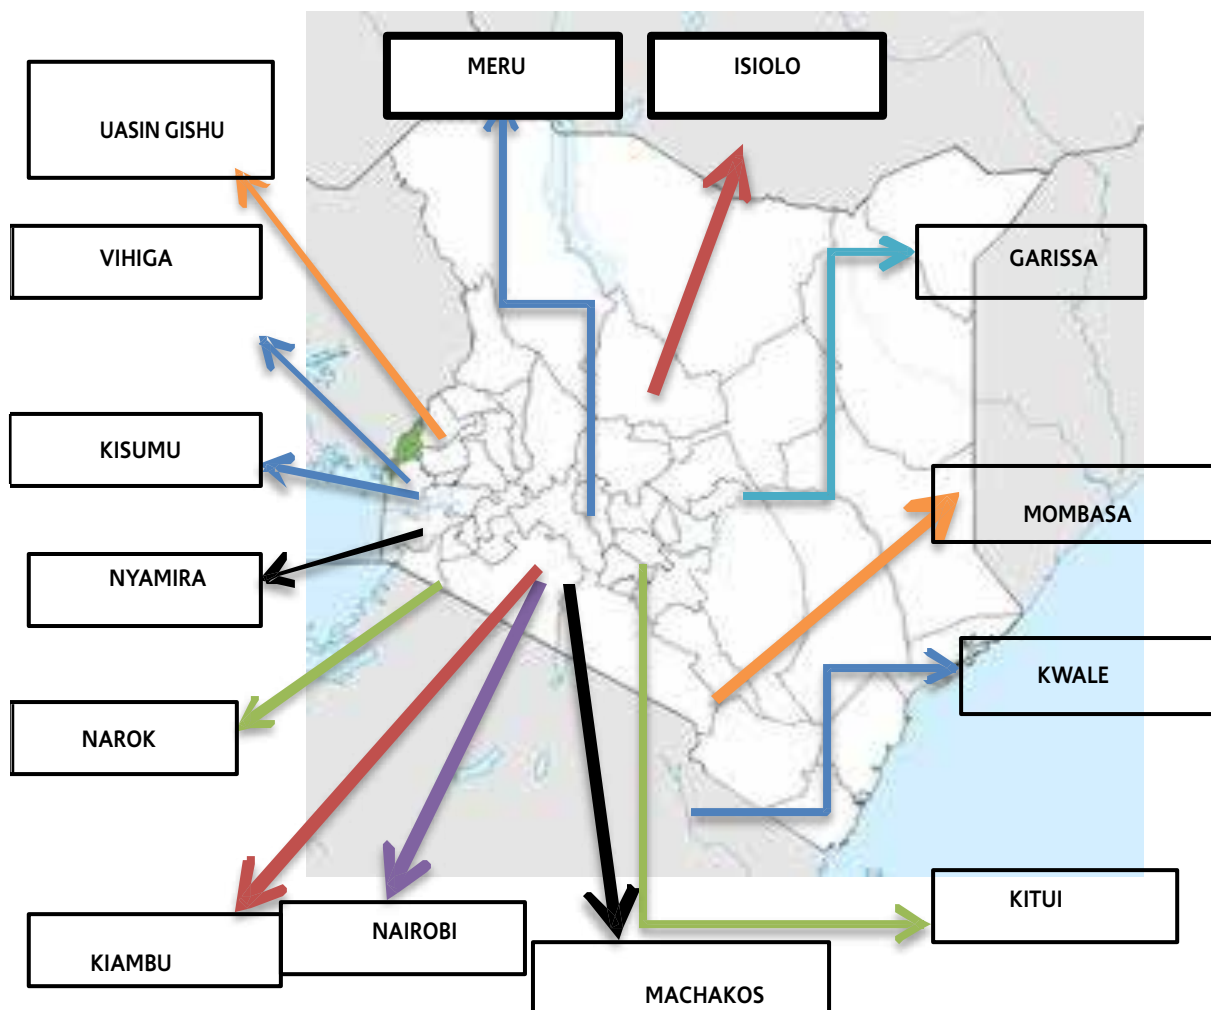 MERU
ISIOLO
UASIN GISHU
VIHIGA
GARISSA
KISUMU
MOMBASA
NYAMIRA
KWALE
NAROK
KITUI
NAIROBI
KIAMBU
MACHAKOS